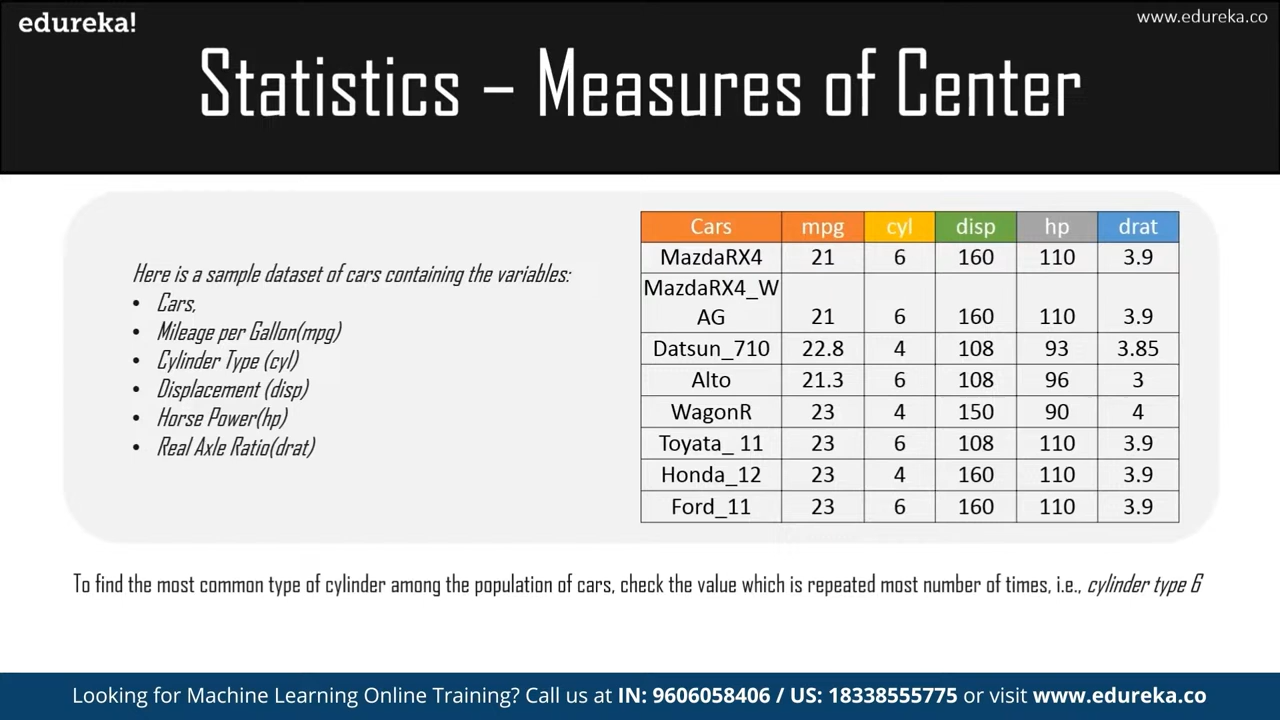 edureka!
www.edureka.co
Statistics – Measures of Center
Here is a sample dataset of cars containing the variables:
• Cars,
• Mileage per Gallon(mpg)
• Cylinder Type (cyl)
• Displacement (disp)
• Horse Power(hp)
• Real Axle Ratio(drat)
Cars mpg cyl disp hp drat
MazdaRX4 21 6 160 110 3.9
MazdaRX4_W
AG 21 6 160 110 3.9
Datsun_710 22.8 4 108 93 3.85
Alto 21.3 6 108 96 3
WagonR 23 4 150 90 4
Toyata_ 11 23 6 108 110 3.9
Honda_12 23 4 160 110 3.9
Ford_11 23 6 160 110 3.9
To find the most common type of cylinder among the population of cars, check the value which is repeated most number of times, i.e., cylinder type 6
Looking for Machine Learning Online Training? Call us at IN: 9606058406 / US: 18338555775 or visit www.edureka.co